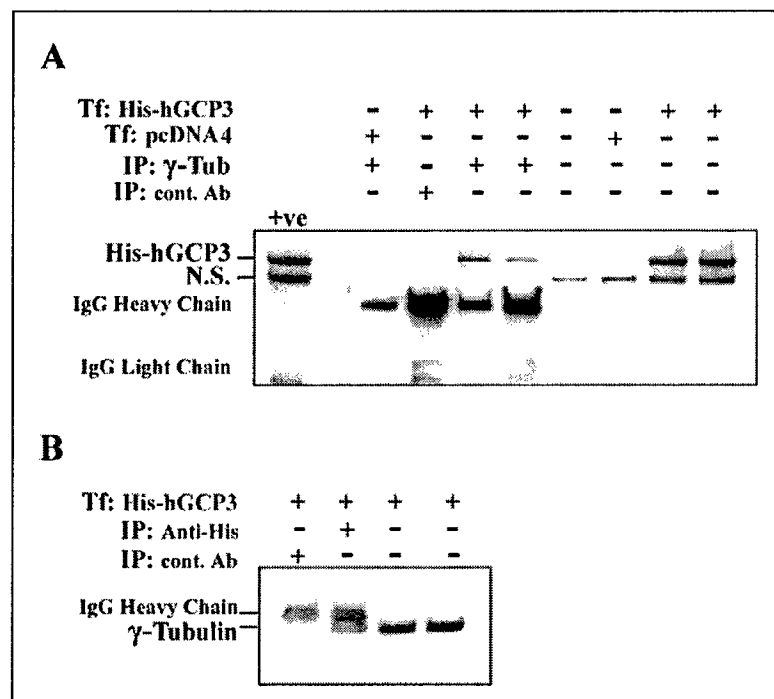 A
Tf: His-hGCP3 - + + + - - + +
Tf: pcDNA4 + - - - - + - -
IP: γ-Tub + - + + - - - -
IP: cont. Ab - + - - - - - -
+ve
His-hGCP3
N.S.
IgG Heavy Chain
IgG Light Chain
B
Tf: His-hGCP3 + + + +
IP: Anti-His - + - -
IP: cont. Ab + - - -
IgG Heavy Chain
γ-Tubulin